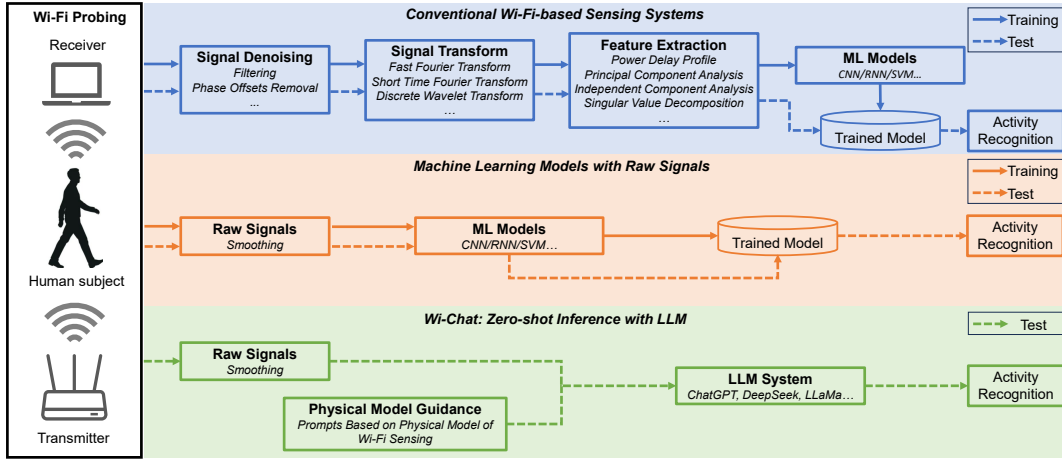 Wi-Fi Probing
Receiver
Human subject
Transmitter
Conventional Wi-Fi-based Sensing Systems
Training
Test
Signal Denoising
Filtering
Phase Offsets Removal
...
Signal Transform
Fast Fourier Transform
Short Time Fourier Transform
Discrete Wavelet Transform
...
Feature Extraction
Power Delay Profile
Principal Component Analysis
Independent Component Analysis
Singular Value Decomposition
...
ML Models
CNN/RNN/SVM...
Trained Model
Activity
Recognition
Machine Learning Models with Raw Signals
Training
Test
Raw Signals
Smoothing
ML Models
CNN/RNN/SVM...
Trained Model
Activity
Recognition
Wi-Chat: Zero-shot Inference with LLM
Test
Raw Signals
Smoothing
Physical Model Guidance
Prompts Based on Physical Model of
Wi-Fi Sensing
LLM System
ChatGPT, DeepSeek, LLaMa...
Activity
Recognition